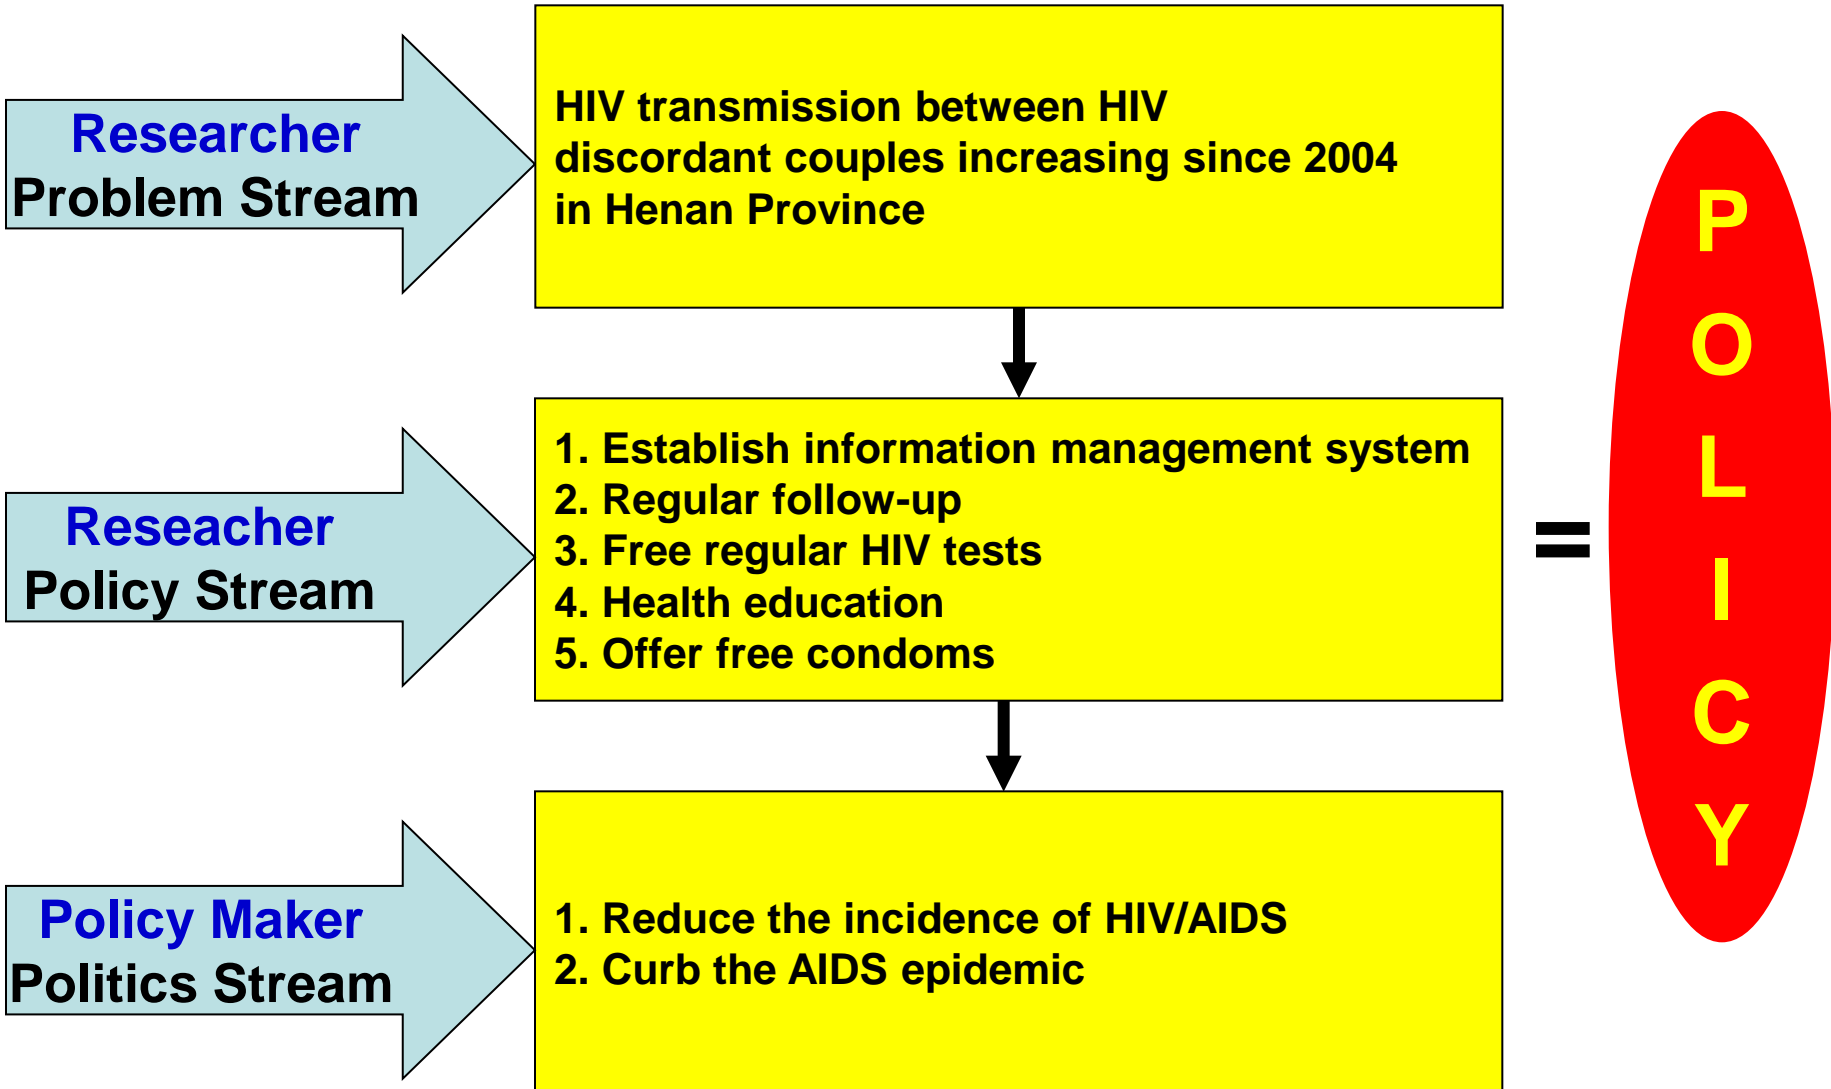 Researcher
Problem Stream
HIV transmission between HIV
discordant couples increasing since 2004
in Henan Province
Reseacher
Policy Stream
1. Establish information management system
2. Regular follow-up
3. Free regular HIV tests
4. Health education
5. Offer free condoms
Policy Maker
Politics Stream
1. Reduce the incidence of HIV/AIDS
2. Curb the AIDS epidemic
=
P
O
L
I
C
Y